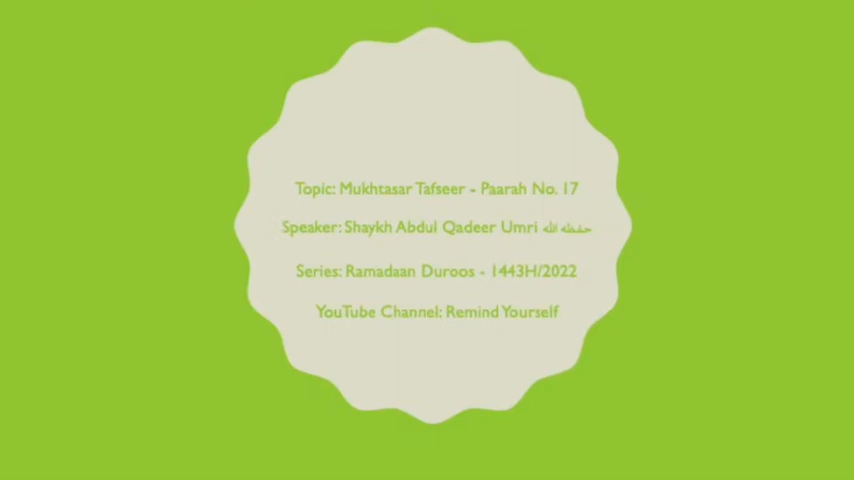 Topic: Mukhtasar Tafseer - Paarah No. 17
Speaker: Shaykh Abdul Qadeer Umri حفظه الله
Series: Ramadaan Duroos - 1443H/2022
YouTube Channel: Remind Yourself